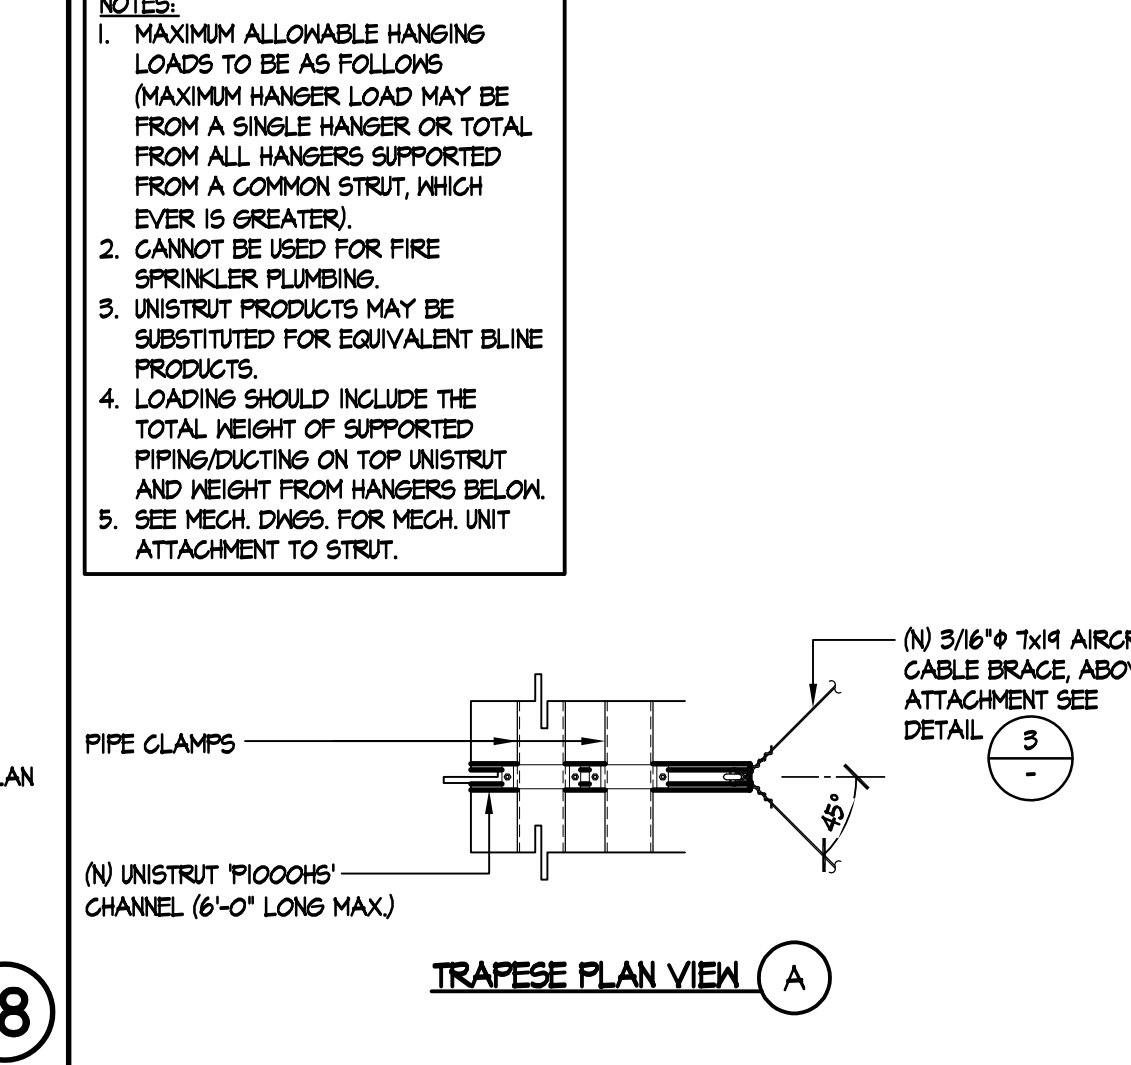 NOTES:
1. MAXIMUM ALLOWABLE HANGING
LOADS TO BE AS FOLLOWS
(MAXIMUM HANGER LOAD MAY BE
FROM A SINGLE HANGER OR TOTAL
FROM ALL HANGERS SUPPORTED
FROM A COMMON STRUT, WHICH
EVER IS GREATER).
2. CANNOT BE USED FOR FIRE
SPRINKLER PLUMBING.
3. UNISTRUT PRODUCTS MAY BE
SUBSTITUTED FOR EQUIVALENT BLINE
PRODUCTS.
4. LOADING SHOULD INCLUDE THE
TOTAL WEIGHT OF SUPPORTED
PIPING/DUCTING ON TOP UNISTRUT
AND WEIGHT FROM HANGERS BELOW.
5. SEE MECH. DWGS. FOR MECH. UNIT
ATTACHMENT TO STRUT.
(N) 3/16"Φ 7x19
CABLE BRACE,
ATTACHMENT SEE
DETAIL 3
-
PIPE CLAMPS
45°
(N) UNISTRUT 'P1000HS'
CHANNEL (6'-0" LONG MAX.)
TRAPESE PLAN VIEW A
8